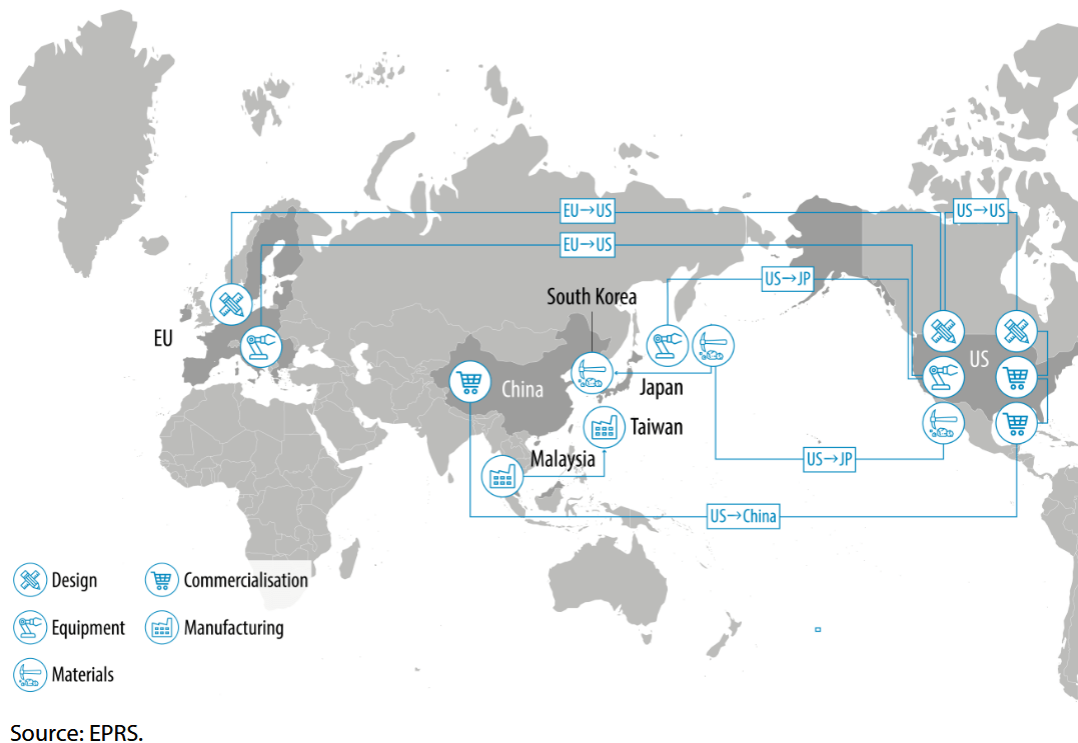 EU→US
US→US
EU→US
US→JP
South Korea
EU
US
China
Japan
Taiwan
Malaysia
US→JP
US→China
Design
Commercialisation
Equipment
Manufacturing
Materials
Source: EPRS.